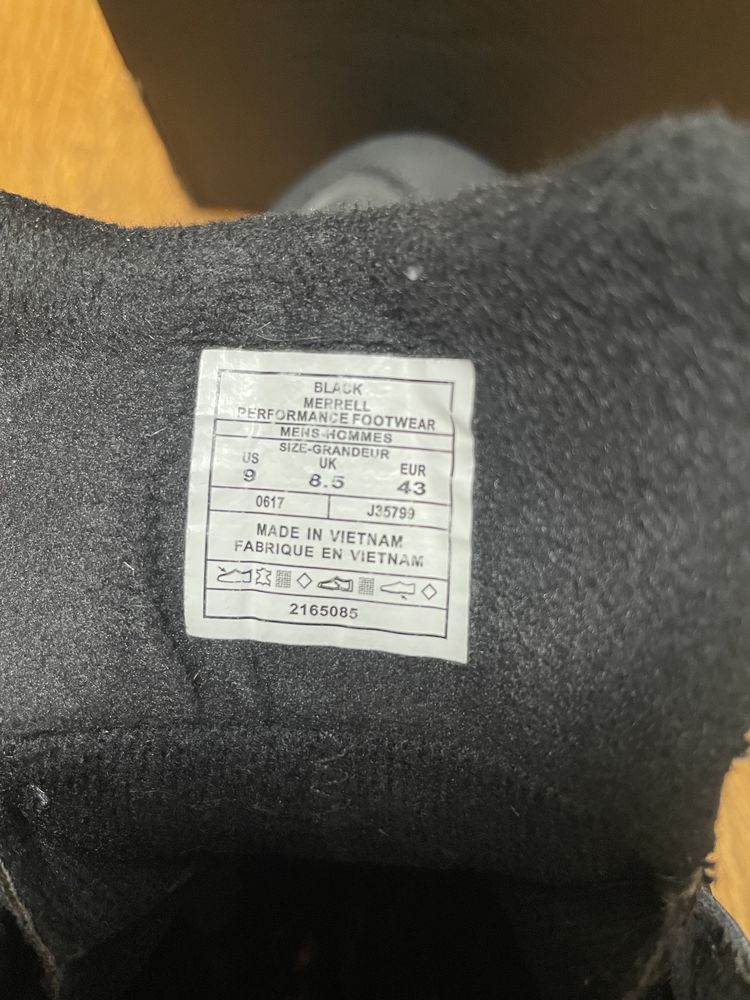 BLACK
MERRELL
PERFORMANCE FOOTWEAR
MENS-HOMMES
SIZE-GRANDEUR
US UK EUR
9 8.5 43
0617 J35799
MADE IN VIETNAM
FABRIQUE EN VIETNAM
2165085